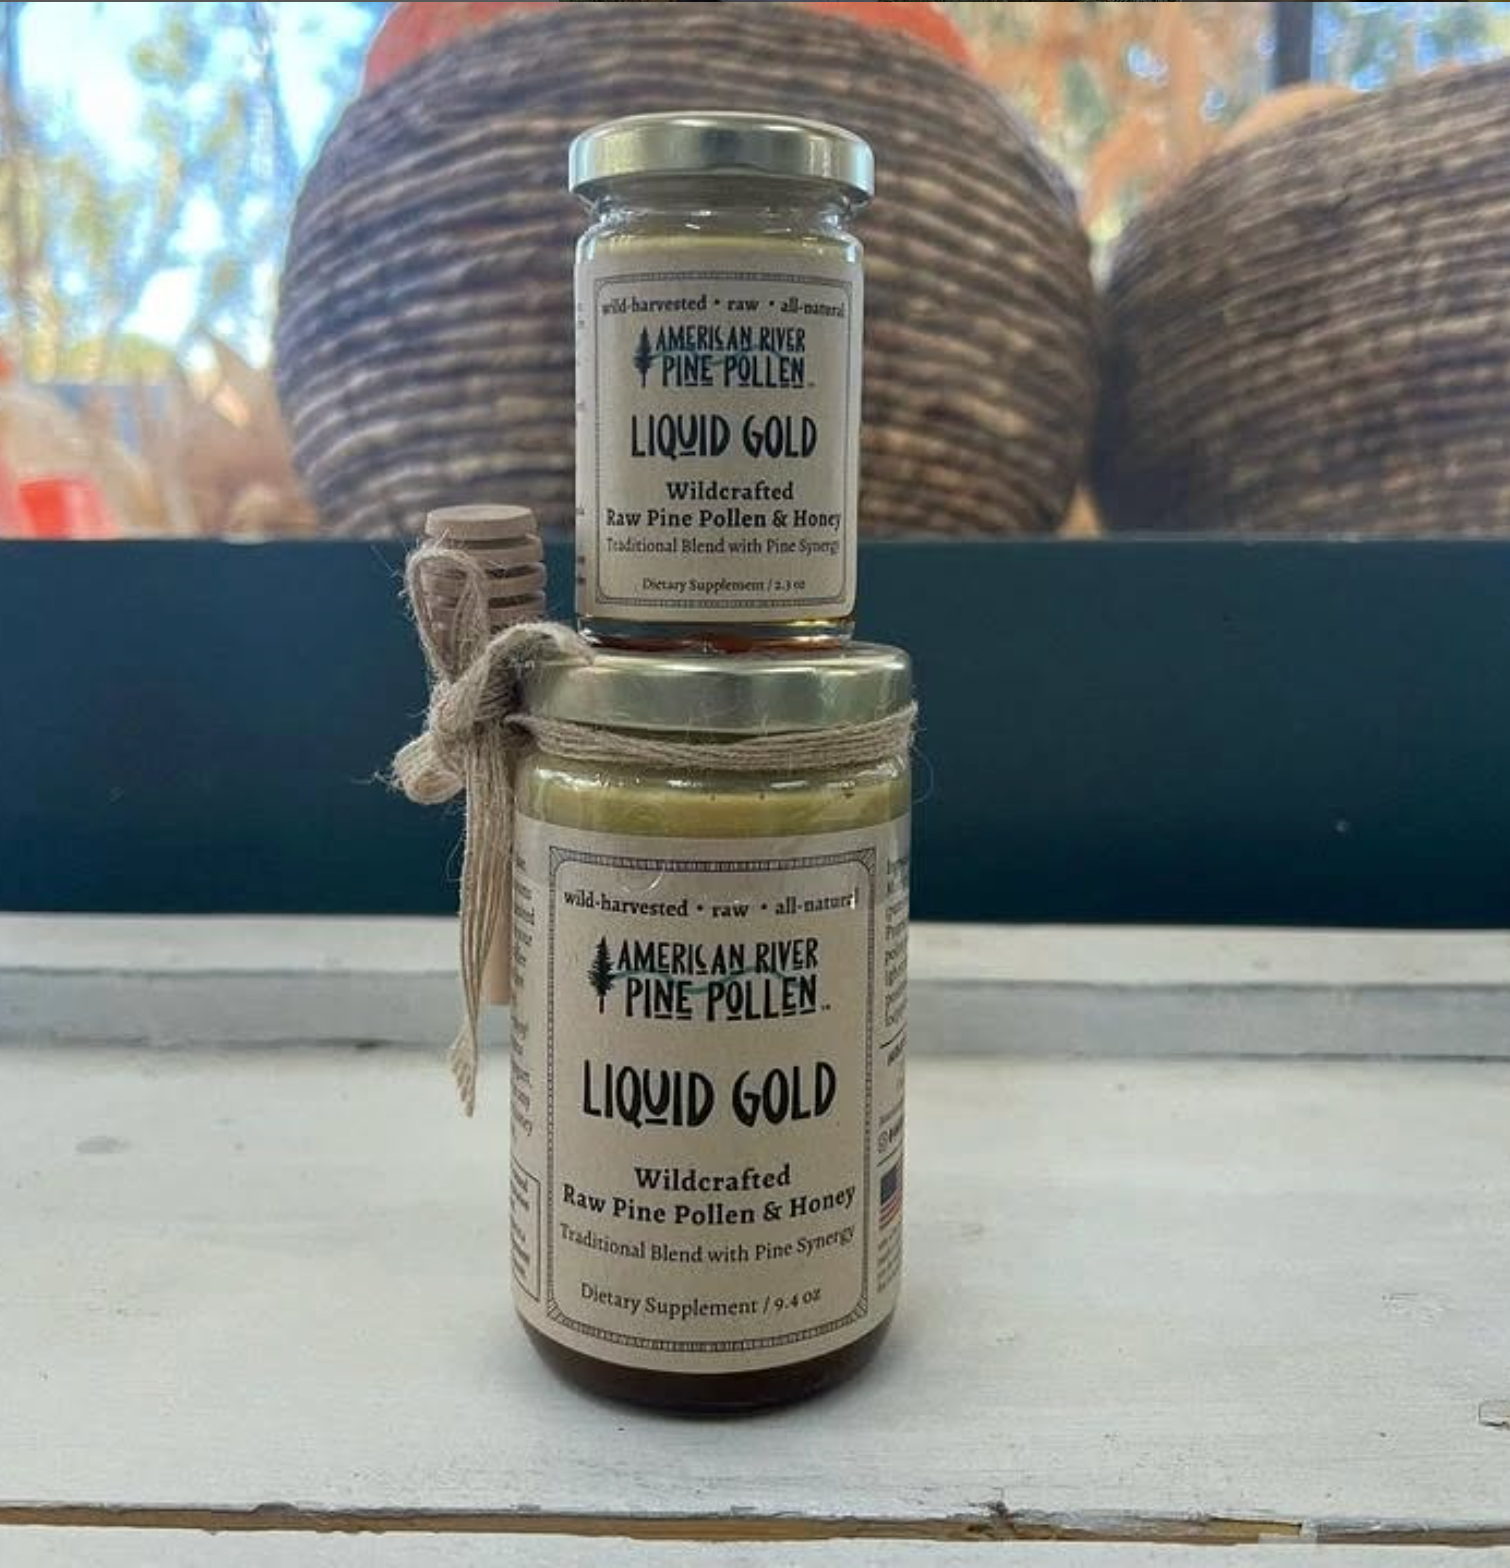 wild-harvested • raw • all-natural
AMERICAN RIVER
PINE POLLEN
LIQUID GOLD
Wildcrafted
Raw Pine Pollen & Honey
Traditional Blend with Pine Synergy
Dietary Supplement / 2.3 oz
wild-harvested • raw • all-natural
AMERICAN RIVER
PINE POLLEN™
LIQUID GOLD
Wildcrafted
Raw Pine Pollen & Honey
Traditional Blend with Pine Synergy
Dietary Supplement / 9.4 oz